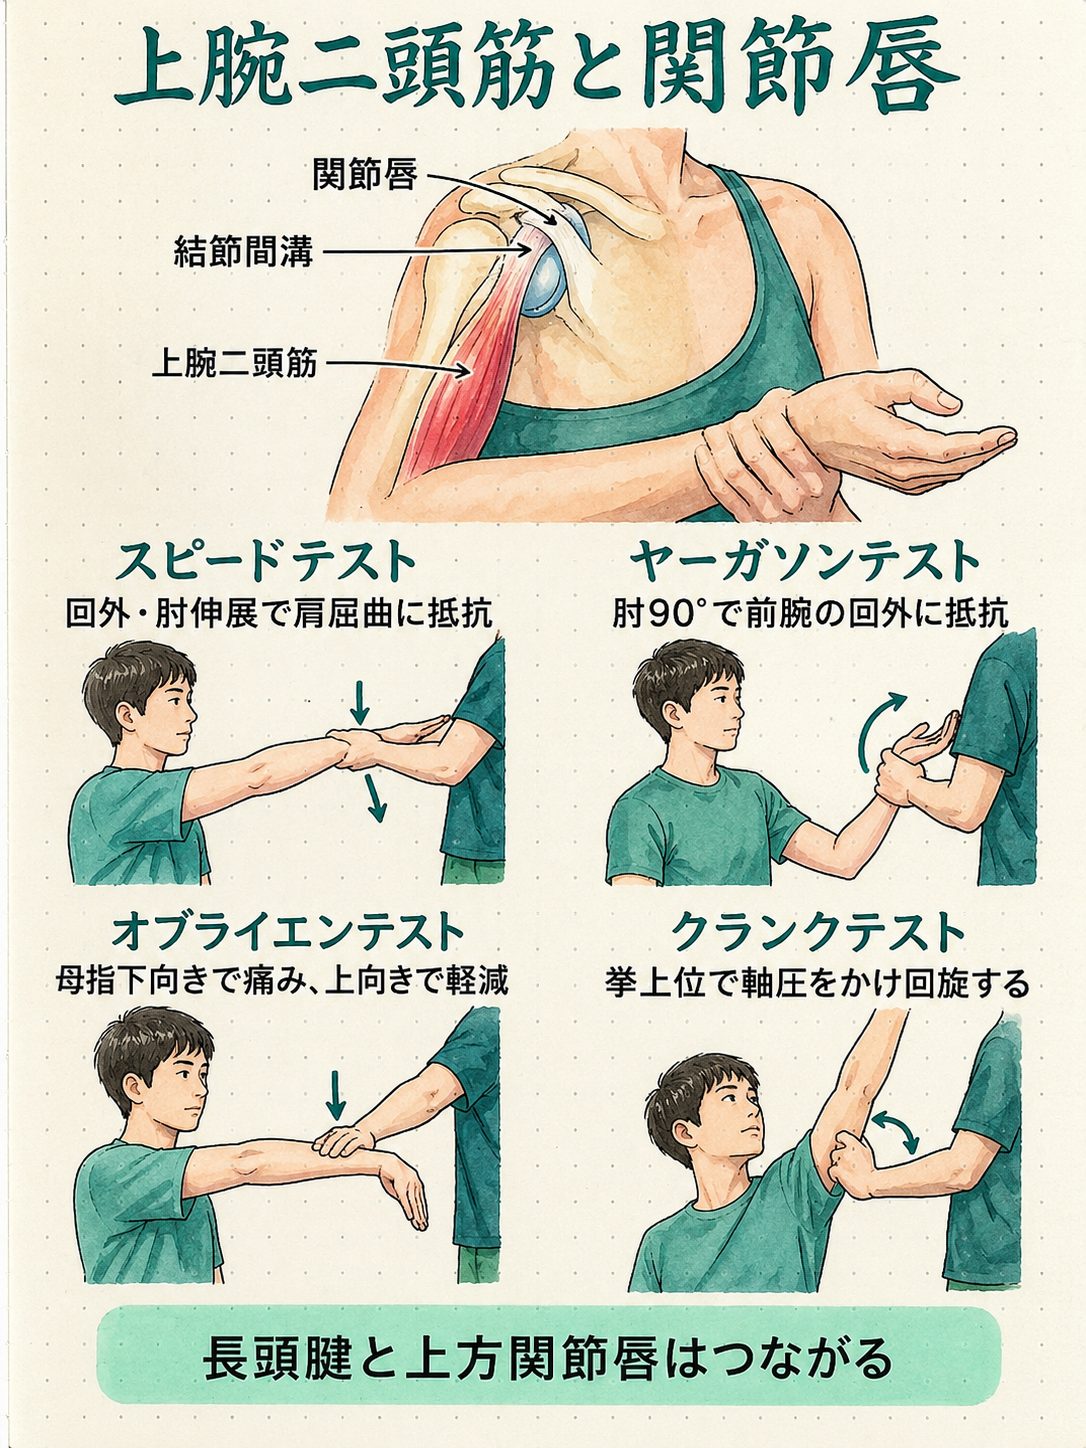 上腕二頭筋と関節唇
関節唇
結節間溝
上腕二頭筋
スピードテスト
回外・肘伸展で肩屈曲に抵抗
ヤーガソンテスト
肘90°で前腕の回外に抵抗
オブライエンテスト
母指下向きで痛み、上向きで軽減
クランクテスト
挙上位で軸圧をかけ回旋する
長頭腱と上方関節唇はつながる